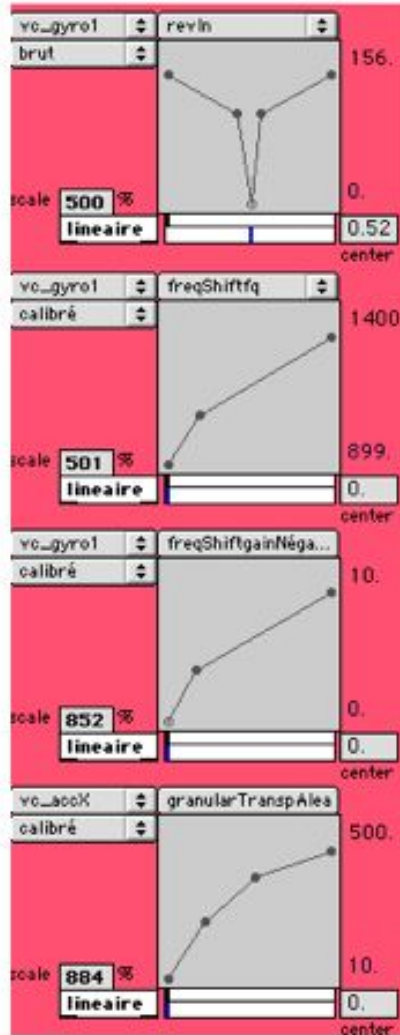 vc_gyro1 revIn
brut 156.
0.
scale 500 %
lineaire 0.52
center
vc_gyro1 freqShiftfq
calibré 1400
899.
scale 501 %
lineaire 0.
center
vc_gyro1 freqShiftgainNéga...
calibré 10.
0.
scale 852 %
lineaire 0.
center
vc_accX granularTranspAlea
calibré 500.
10.
scale 884 %
lineaire 0.
center